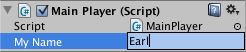 Main Player (Script)
Script MainPlayer
My Name Earl